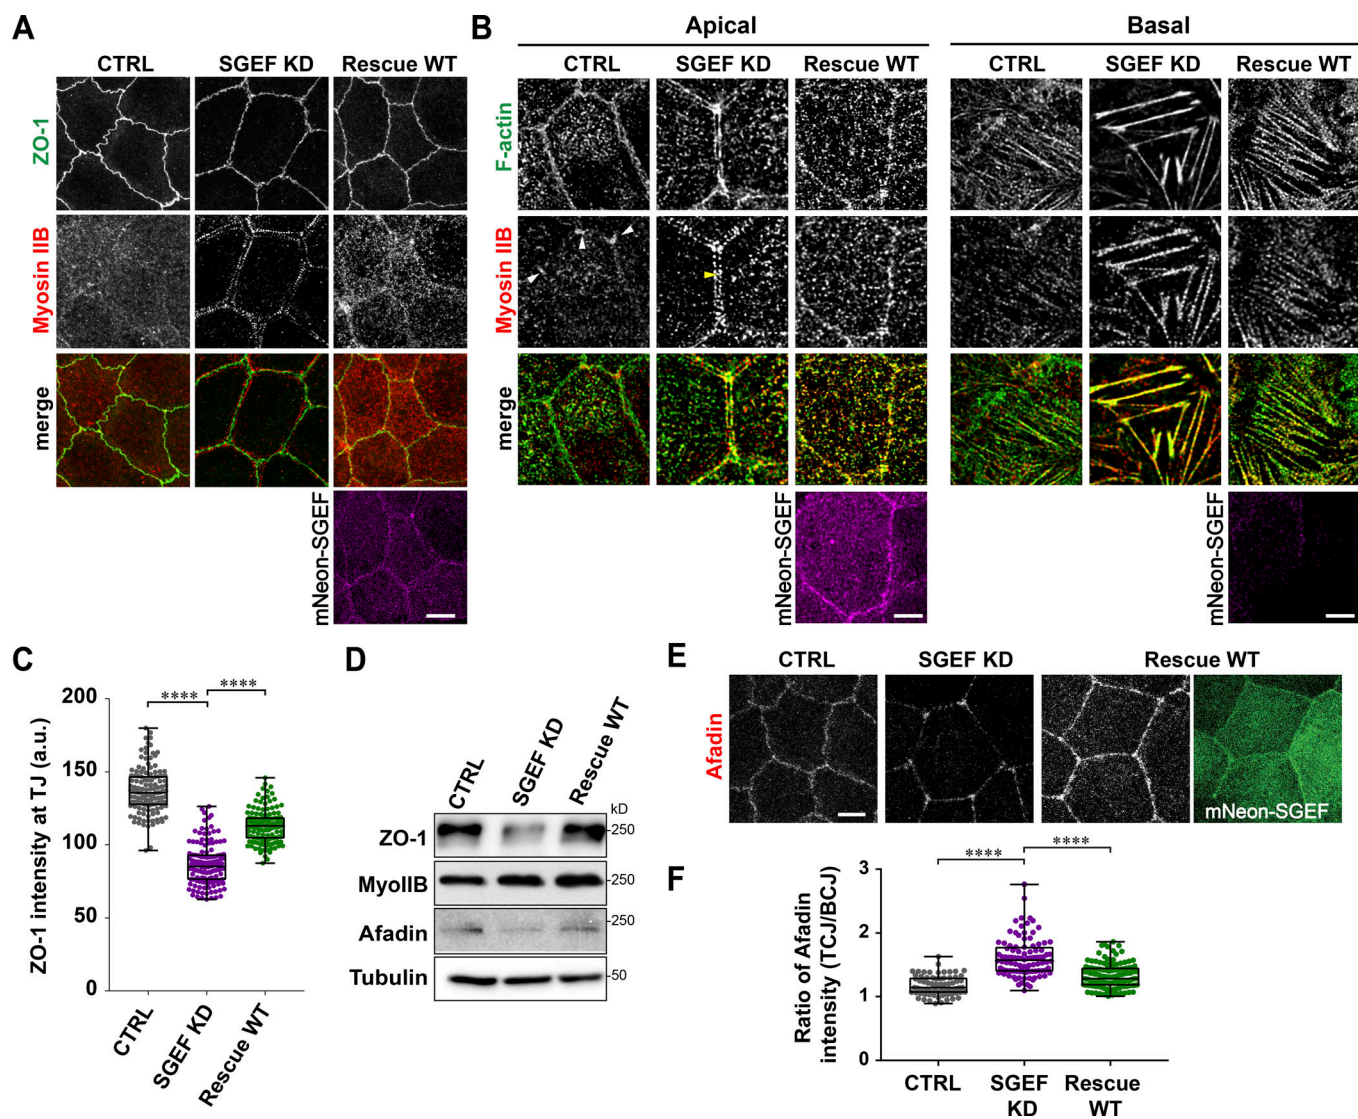 A
CTRL SGEF KD Rescue WT
ZO-1
Myosin IIB
merge
mNeon-SGEF
B
Apical Basal
CTRL SGEF KD Rescue WT CTRL SGEF KD Rescue WT
F-actin
Myosin IIB
merge
mNeon-SGEF mNeon-SGEF
C
ZO-1 intensity at TJ (a.u.)
200
150
100
50
0
**** ****
CTRL SGEF KD Rescue WT
D
CTRL SGEF KD Rescue WT
kD
ZO-1 -250
MyoIIB -250
Afadin -250
Tubulin -50
E
CTRL SGEF KD Rescue WT
Afadin
mNeon-SGEF
F
Ratio of Afadin
intensity (TCJ/BCJ)
3
2
1
0
**** ****
CTRL SGEF Rescue
KD WT